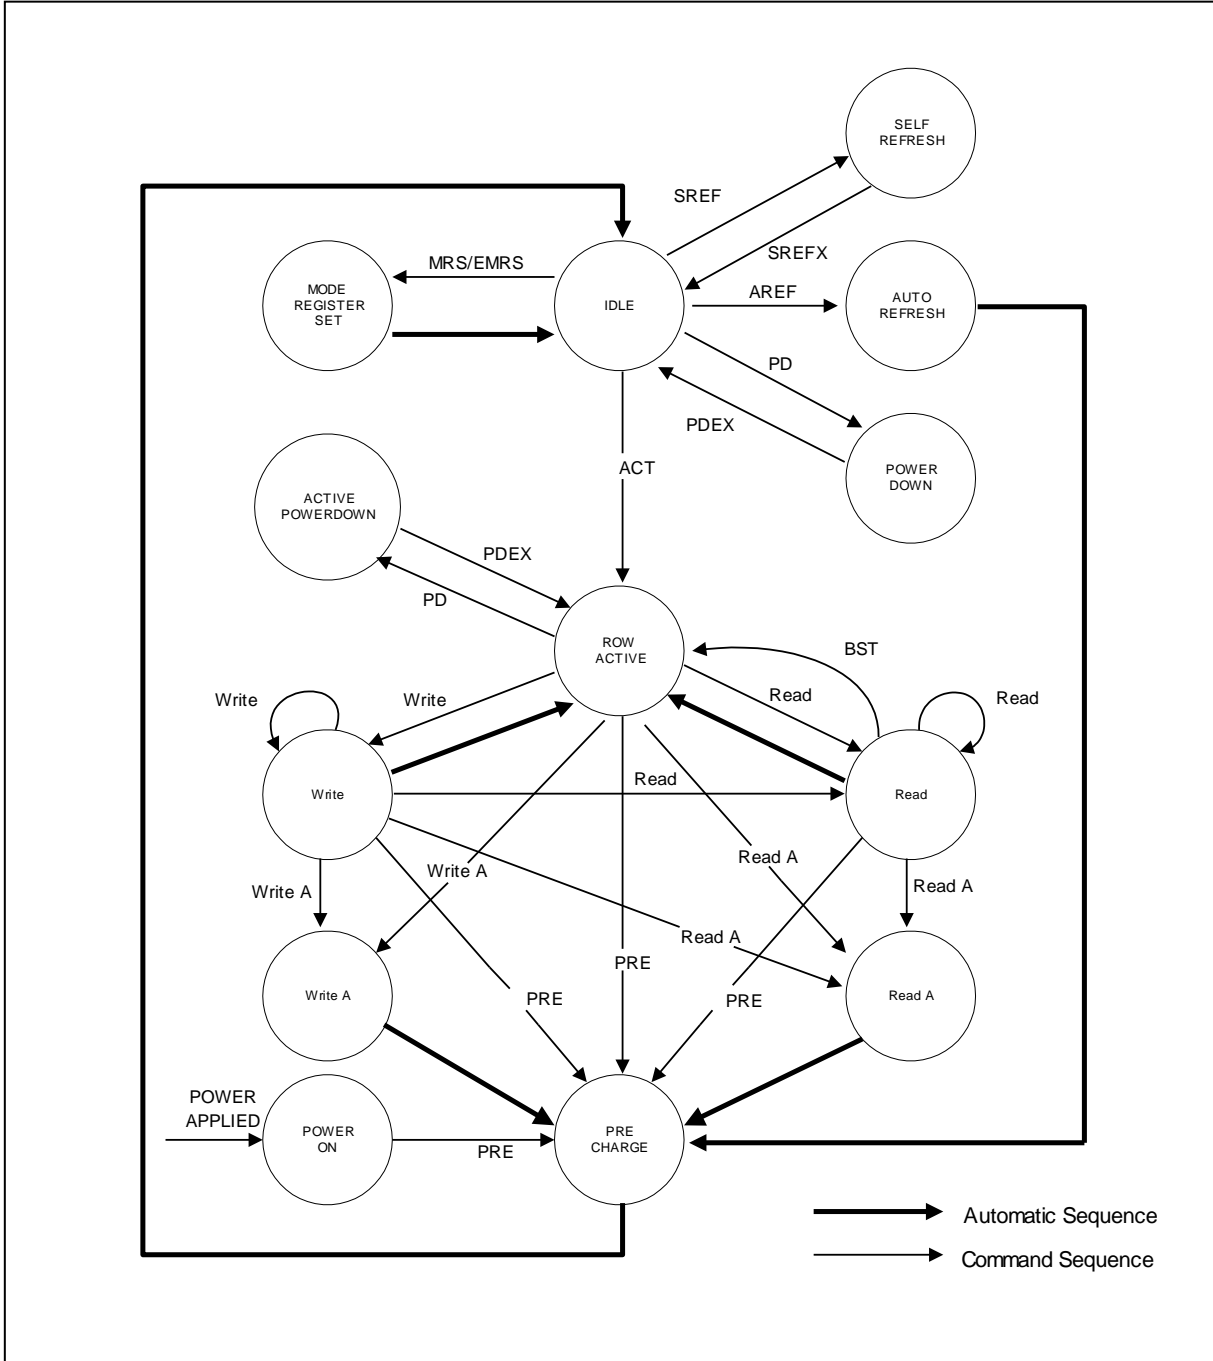 SELF
REFRESH
SREF
SREFX
MRS/EMRS
MODE
REGISTER
SET
IDLE
AREF
AUTO
REFRESH
PD
PDEX
POWER
DOWN
ACT
ACTIVE
POWERDOWN
PDEX
PD
ROW
ACTIVE
BST
Write
Write
Read
Read
Write
Read
Read
Write A
Write A
Read A
Read A
Read A
Write A
PRE
PRE
PRE
Read A
POWER
APPLIED
POWER
ON
PRE
PRE
CHARGE
Automatic Sequence
Command Sequence